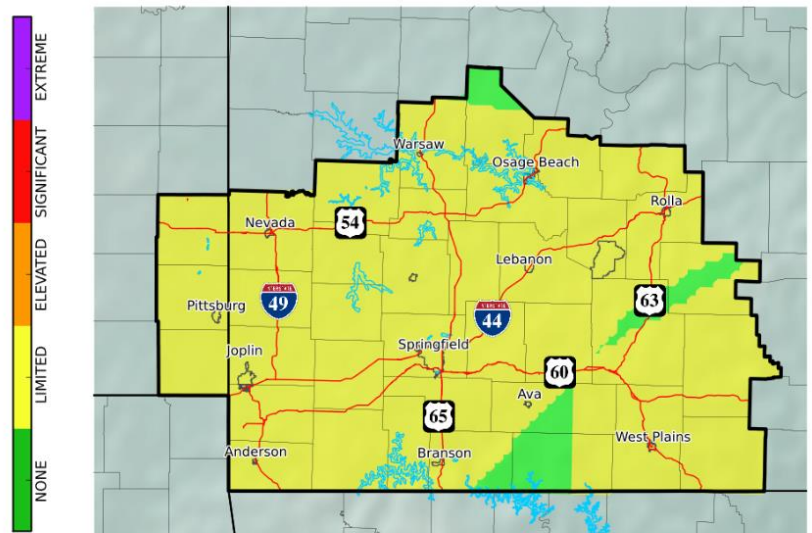 EXTREME
SIGNIFICANT
ELEVATED
LIMITED
NONE
Warsaw
Osage Beach
Rolla
Nevada
54
Lebanon
49
44
63
Pittsburg
Joplin
Springfield
60
65
Ava
Anderson
Branson
West Plains